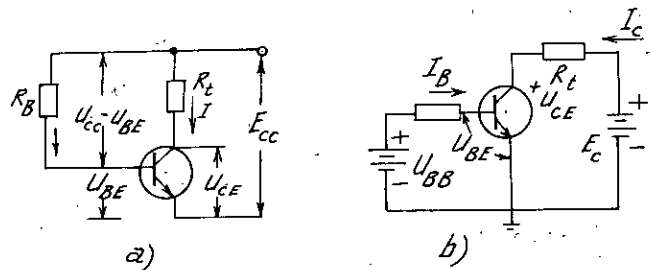 R_B
U_CC - U_BE
R_t
I
E_CC
U_BE
U_CE
a)
I_B
U_BB
U_BE
I_C
R_t
U_CE
E_C
+
-
+
-
+
b)